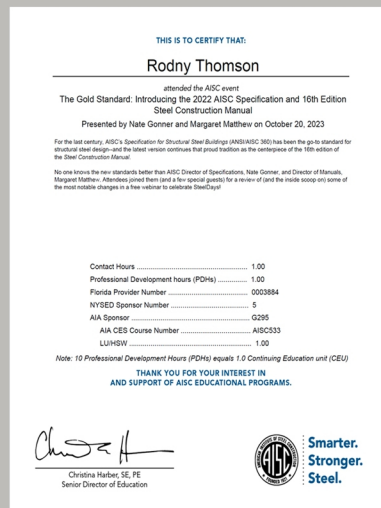 THIS IS TO CERTIFY THAT:
Rodny Thomson
attended the AISC event
The Gold Standard: Introducing the 2022 AISC Specification and 16th Edition
Steel Construction Manual
Presented by Nate Gonner and Margaret Matthew on October 20, 2023
For the last century, AISC's Specification for Structural Steel Buildings (ANSI/AISC 360) has been the go-to standard for
structural steel design–and the latest version continues that proud tradition as the centerpiece of the 16th edition of
the Steel Construction Manual.
No one knows the new standards better than AISC Director of Specifications, Nate Gonner, and Director of Manuals,
Margaret Matthew. Attendees joined them (and a few special guests) for a review of (and the inside scoop on) some of
the most notable changes in a free webinar to celebrate SteelDays!
Contact Hours ..................................................... 1.00
Professional Development hours (PDHs) .............. 1.00
Florida Provider Number ...................................... 0003884
NYSED Sponsor Number ..................................... 5
AIA Sponsor ........................................................ G295
AIA CES Course Number .................................. AISC533
LU/HSW ........................................................... 1.00
Note: 10 Professional Development Hours (PDHs) equals 1.0 Continuing Education unit (CEU)
THANK YOU FOR YOUR INTEREST IN
AND SUPPORT OF AISC EDUCATIONAL PROGRAMS.
Christina Harber, SE, PE
Senior Director of Education
AMERICAN INSTITUTE OF STEEL CONSTRUCTION
AISC
FOUNDED 1921
Smarter.
Stronger.
Steel.